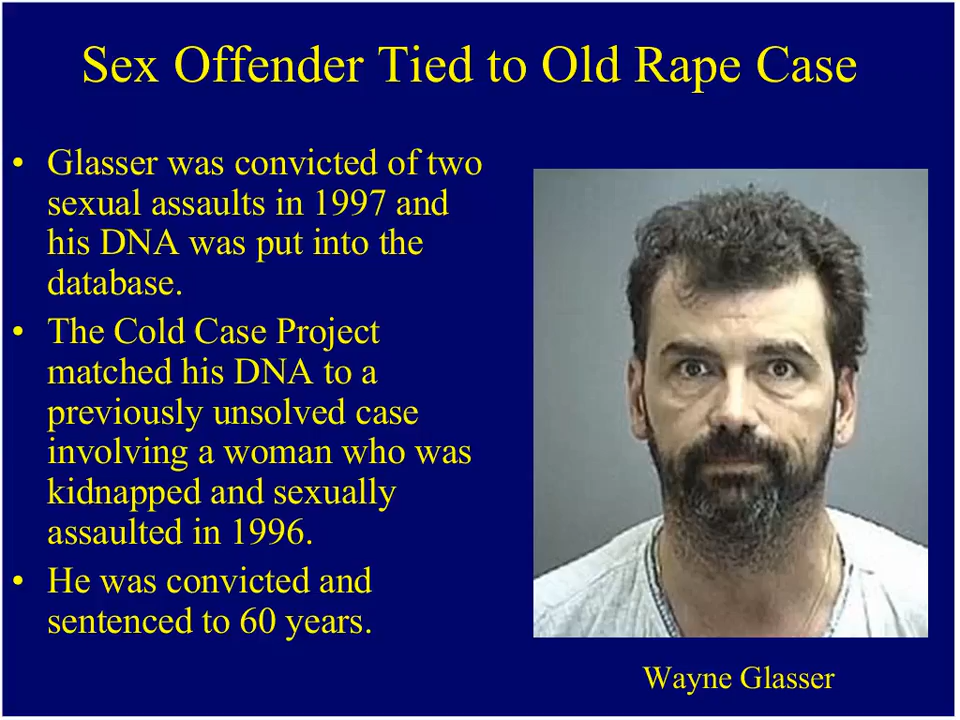 Sex Offender Tied to Old Rape Case
• Glasser was convicted of two
sexual assaults in 1997 and
his DNA was put into the
database.
• The Cold Case Project
matched his DNA to a
previously unsolved case
involving a woman who was
kidnapped and sexually
assaulted in 1996.
• He was convicted and
sentenced to 60 years.
Wayne Glasser